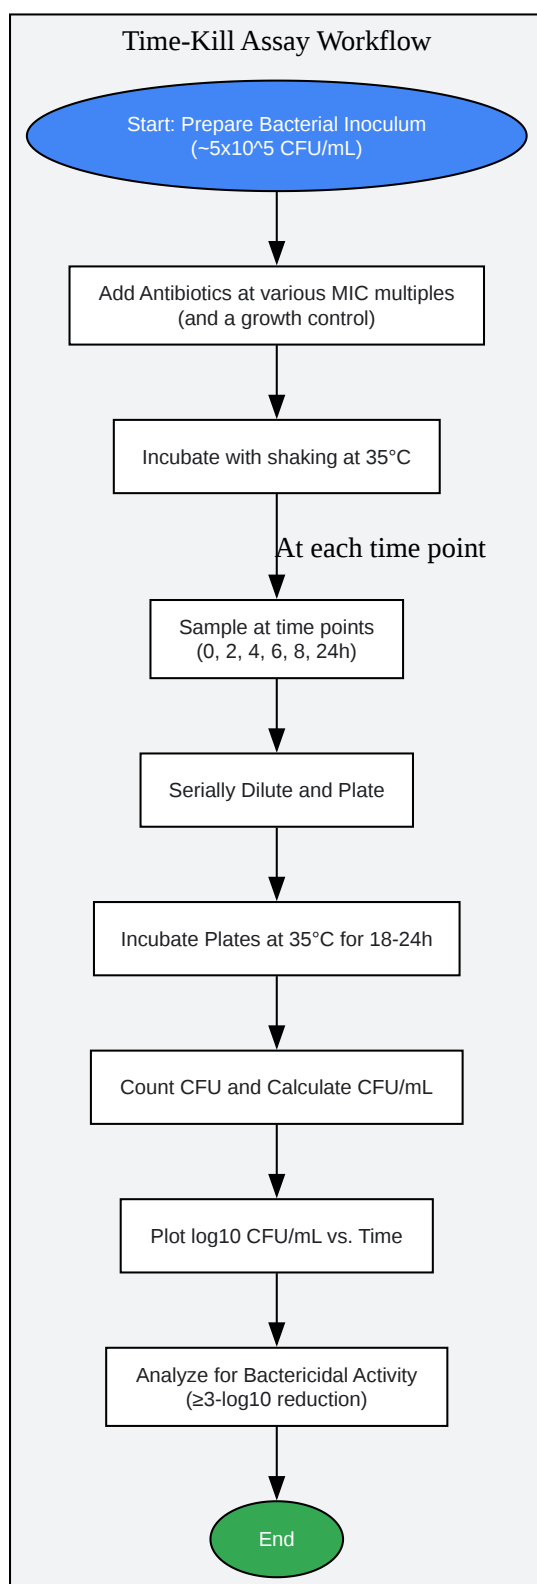 Time-Kill Assay Workflow
Start: Prepare Bacterial Inoculum
(~5x10^5 CFU/mL)
Add Antibiotics at various MIC multiples
(and a growth control)
Incubate with shaking at 35°C
At each time point
Sample at time points
(0, 2, 4, 6, 8, 24h)
Serially Dilute and Plate
Incubate Plates at 35°C for 18-24h
Count CFU and Calculate CFU/mL
Plot log10 CFU/mL vs. Time
Analyze for Bactericidal Activity
(≥3-log10 reduction)
End